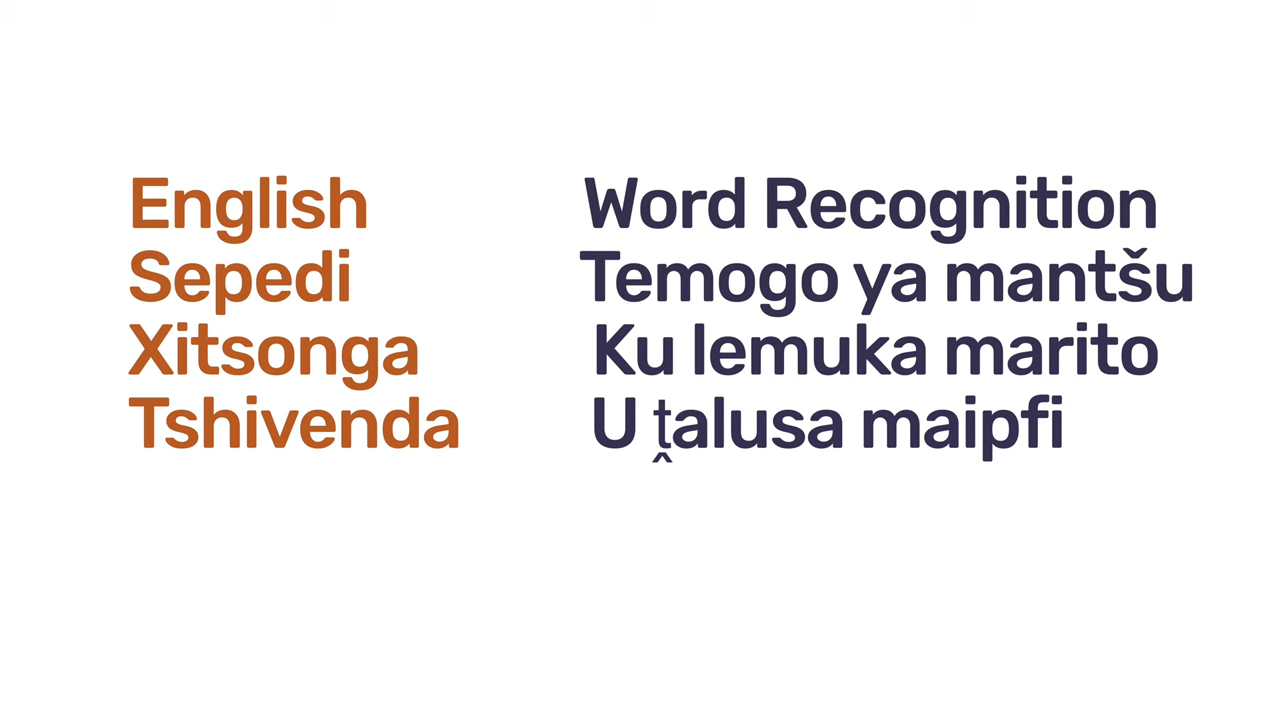 English Word Recognition
Sepedi Temogo ya mantšu
Xitsonga Ku lemuka marito
Tshivenda U ṱalusa maipfi